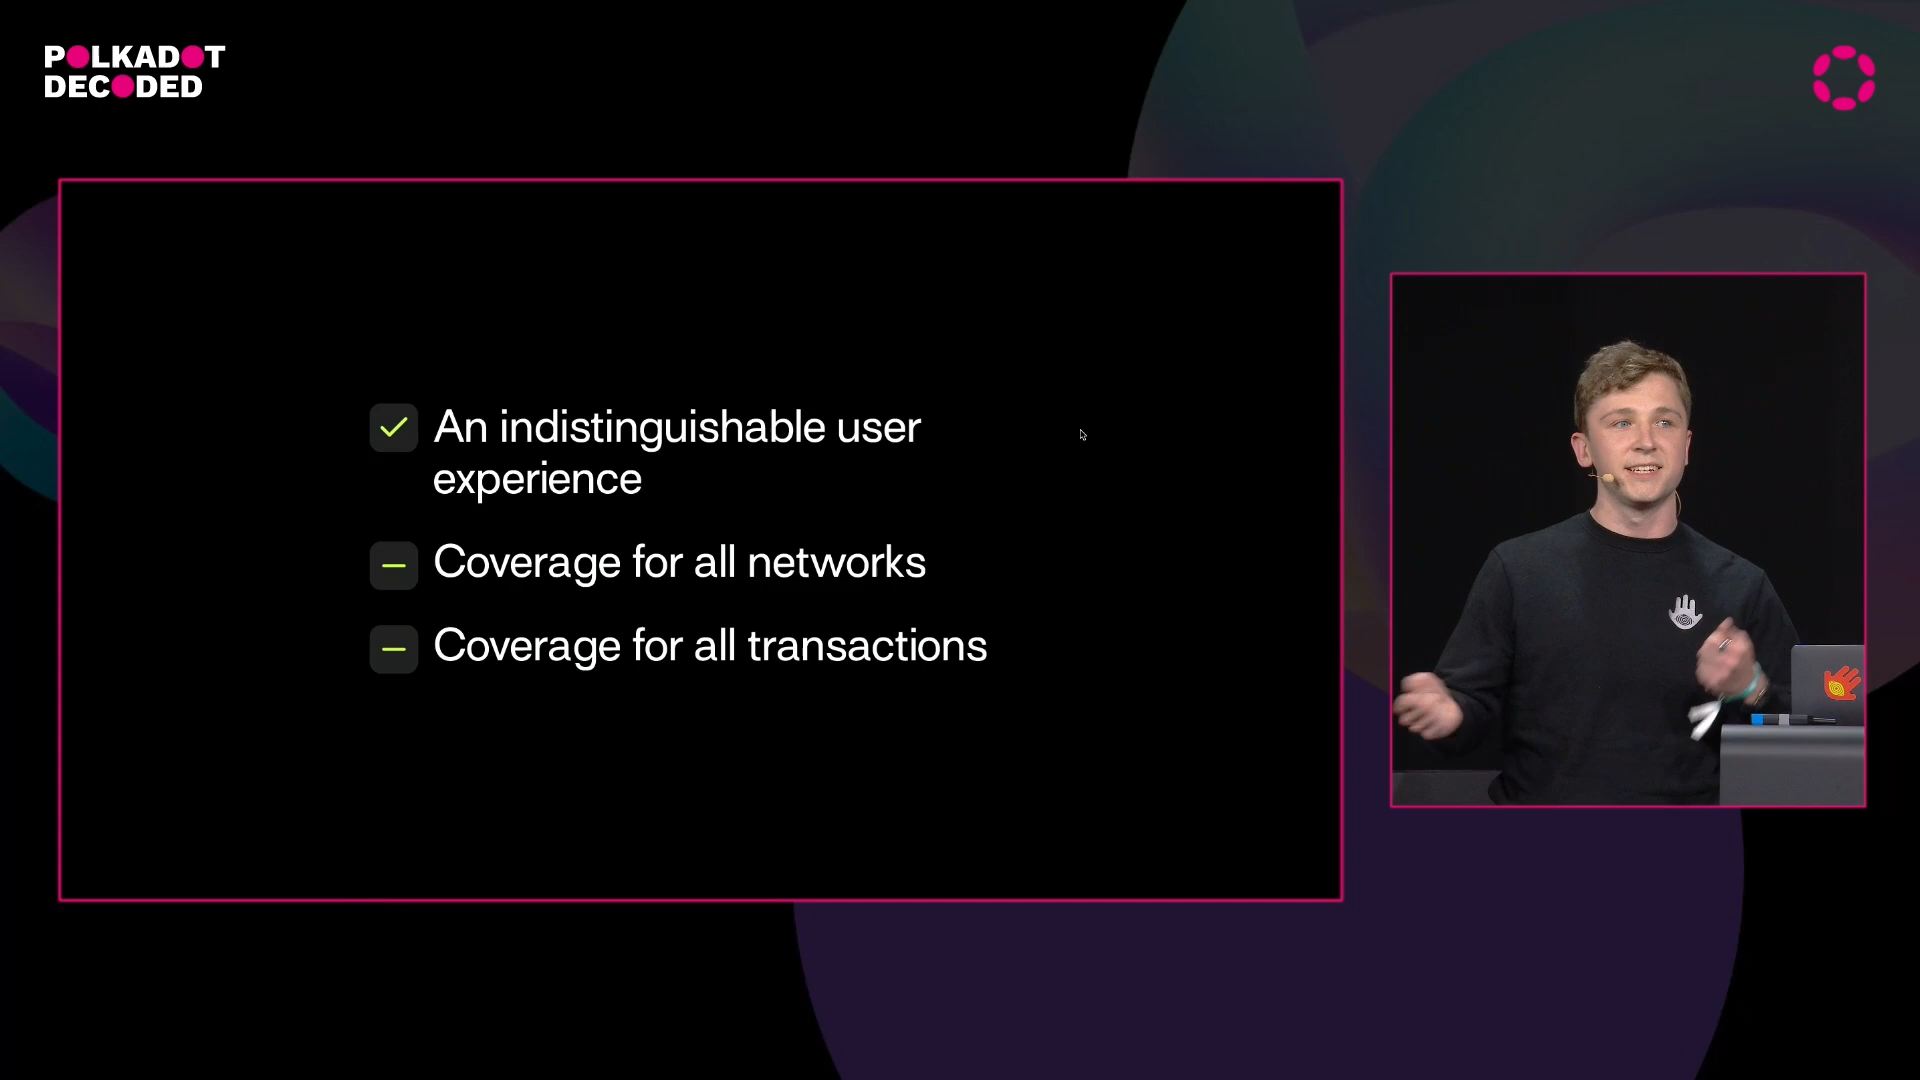 POLKADOT
DECODED
An indistinguishable user
experience
Coverage for all networks
Coverage for all transactions